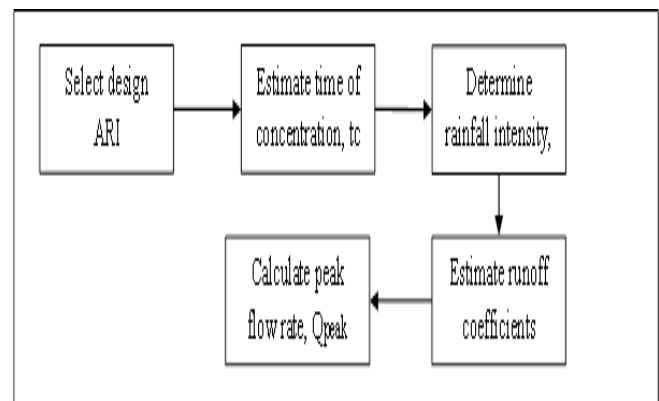 Select design
ARI
Estimate time of
concentration, tc
Determine
rainfall intensity,
Estimate runoff
coefficients
Calculate peak
flow rate, Qpeak